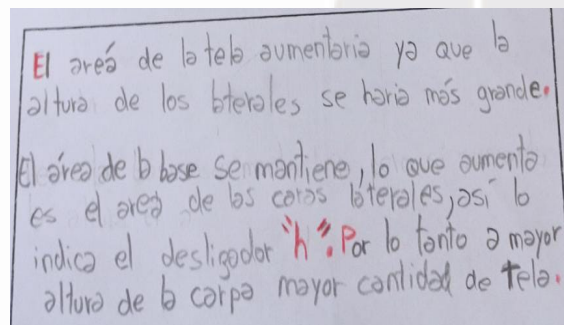 El areá de la tela aumentaria ya que la
altura de los laterales se haria más grande.
El área de la base se mantiene, lo que aumenta
es el area de las caras laterales, así lo
indica el desligador "h". Por lo tanto a mayor
altura de la carpa mayor cantidad de tela.